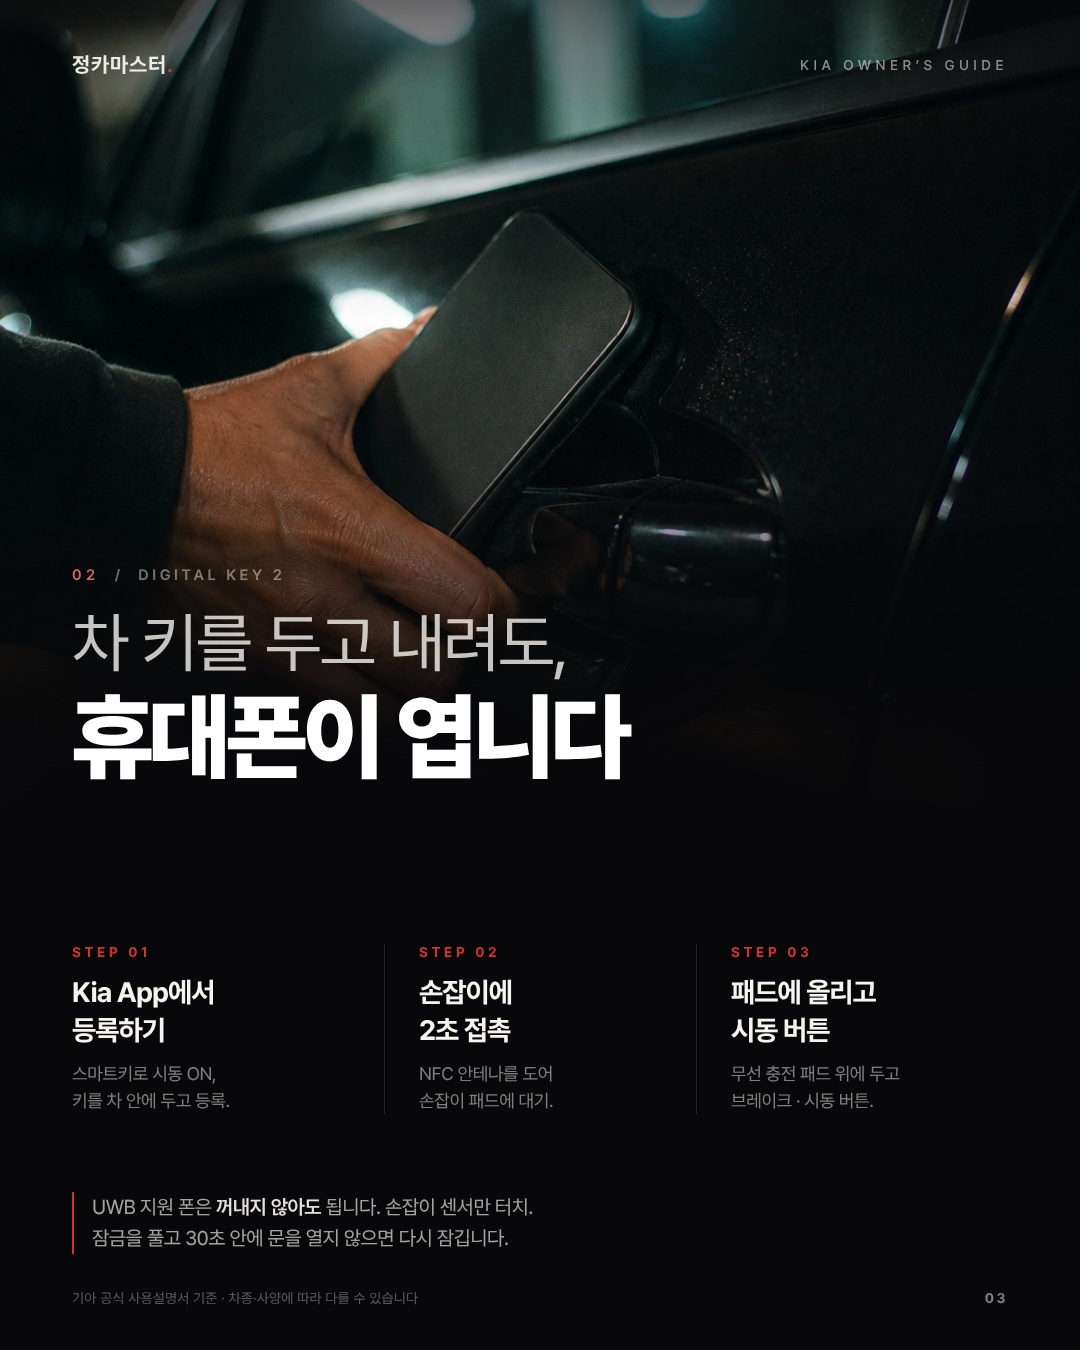 정카마스터.
KIA OWNER'S GUIDE
02 / DIGITAL KEY 2
차 키를 두고 내려도,
휴대폰이 엽니다
STEP 01
Kia App에서
등록하기
스마트키로 시동 ON,
키를 차 안에 두고 등록.
STEP 02
손잡이에
2초 접촉
NFC 안테나를 도어
손잡이 패드에 대기.
STEP 03
패드에 올리고
시동 버튼
무선 충전 패드 위에 두고
브레이크 · 시동 버튼.
UWB 지원 폰은 꺼내지 않아도 됩니다. 손잡이 센서만 터치.
잠금을 풀고 30초 안에 문을 열지 않으면 다시 잠깁니다.
기아 공식 사용설명서 기준 · 차종·사양에 따라 다를 수 있습니다
03